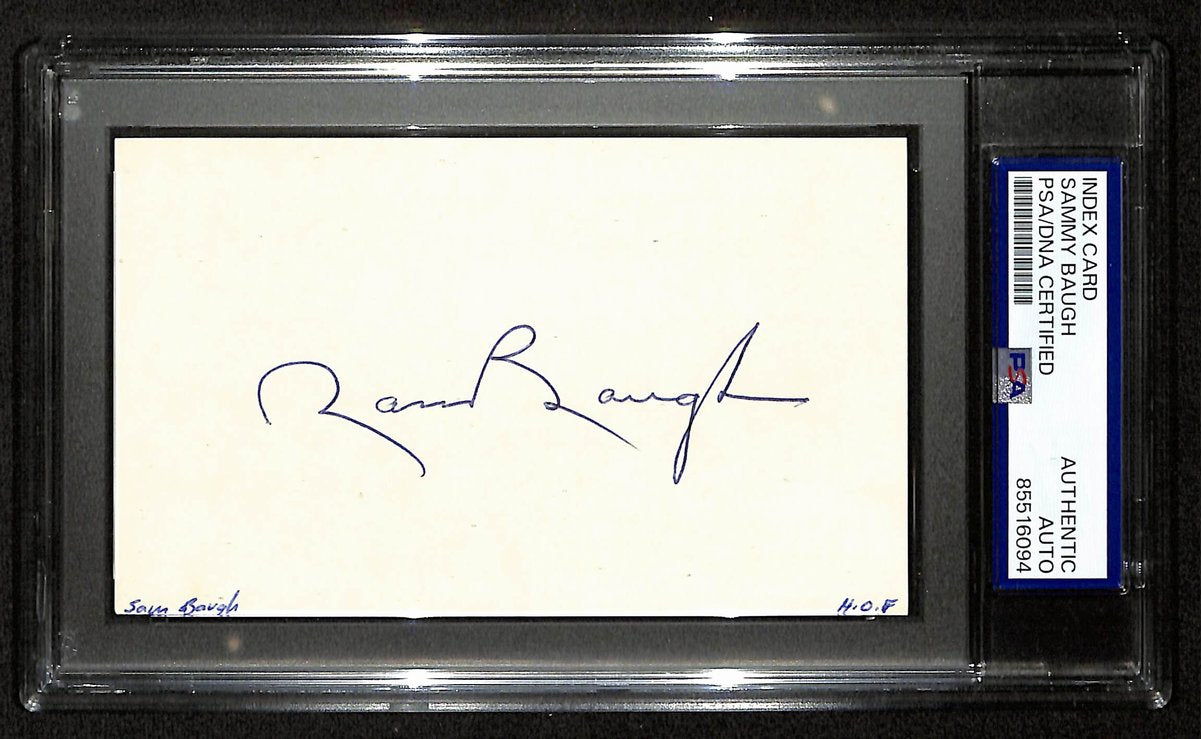 Sam Baugh
Sam Baugh
H.O.F
INDEX CARD
SAMMY BAUGH
PSA/DNA CERTIFIED
PSA
AUTHENTIC
AUTO
85516094